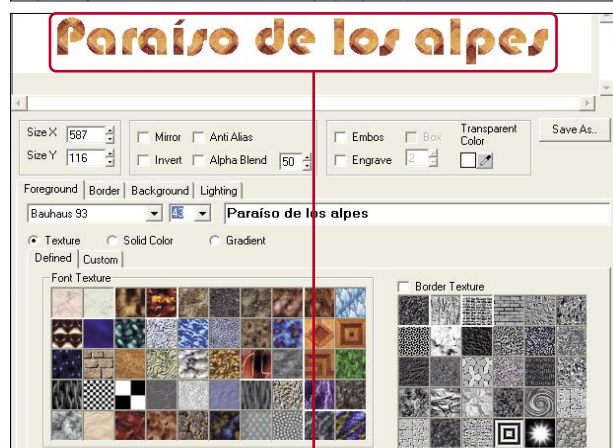 Paraíso de los alpes
Size X 587
Size Y 116
Mirror Anti Alias
Invert Alpha Blend 50
Embos Box
Engrave 2
Transparent Color
Save As..
Foreground Border Background Lighting
Bauhaus 93 43 Paraíso de los alpes
Texture Solid Color Gradient
Defined Custom
Font Texture
Border Texture